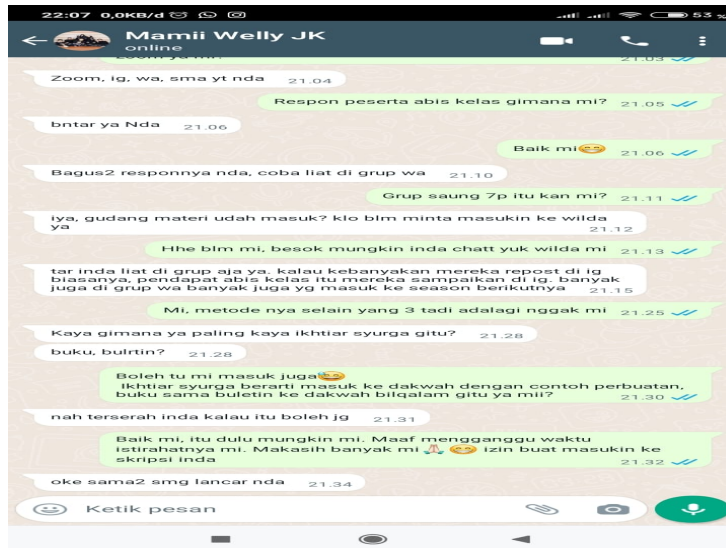 22:07 0,0KB/d 53 %
Mamii Welly JK
online
21.03
Zoom, ig, wa, sma yt nda 21.04
Respon peserta abis kelas gimana mi? 21.05
bntar ya Nda 21.06
Baik mi😁 21.06
Bagus2 responnya nda, coba liat di grup wa 21.10
Grup saung 7p itu kan mi? 21.11
iya, gudang materi udah masuk? klo blm minta masukin ke wilda
ya 21.12
Hhe blm mi, besok mungkin inda chatt yuk wilda mi 21.13
tar inda liat di grup aja ya. kalau kebanyakan mereka repost di ig
biasanya, pendapat abis kelas itu mereka sampaikan di ig. banyak
juga di grup wa banyak juga yg masuk ke season berikutnya 21.15
Mi, metode nya selain yang 3 tadi adalagi nggak mi 21.25
Kaya gimana ya paling kaya ikhtiar syurga gitu? 21.28
buku, bulrtin? 21.28
Boleh tu mi masuk juga😅
Ikhtiar syurga berarti masuk ke dakwah dengan contoh perbuatan,
buku sama buletin ke dakwah bilqalam gitu ya mii? 21.30
nah terserah inda kalau itu boleh jg 21.31
Baik mi, itu dulu mungkin mi. Maaf mengganggu waktu
istirahatnya mi. Makasih banyak mi 🙏 😁 izin buat masukin ke
skripsi inda 21.32
oke sama2 smg lancar nda 21.34
Ketik pesan